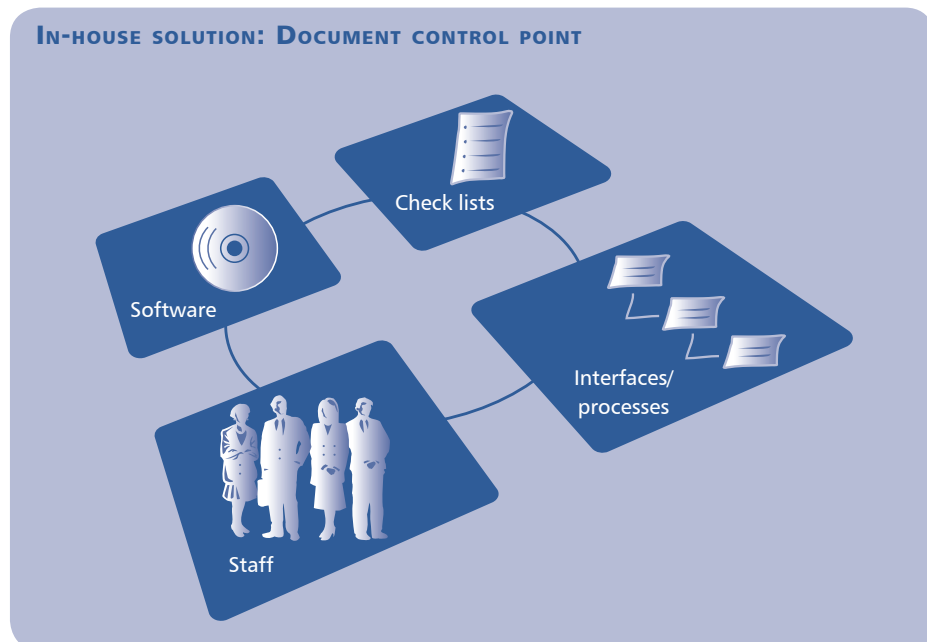 IN-HOUSE SOLUTION: DOCUMENT CONTROL POINT
Check lists
Software
Interfaces/
processes
Staff